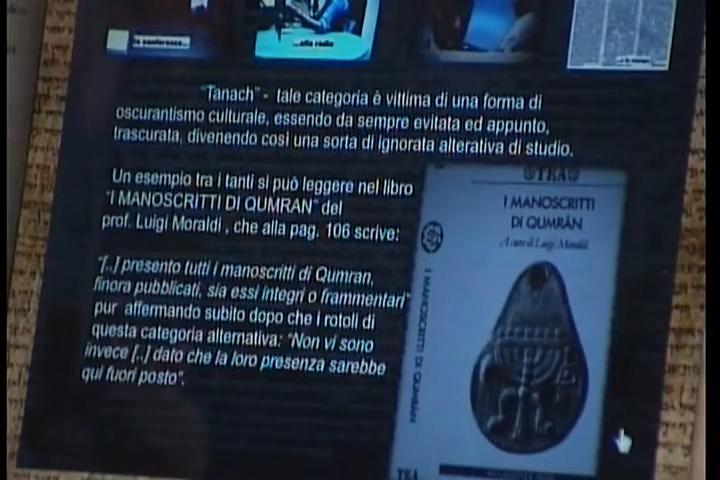 in conferenza...
...alla radio
"Tanach" - tale categoria è vittima di una forma di
oscurantismo culturale, essendo da sempre evitata ed appunto,
trascurata, divenendo così una sorta di ignorata alterativa di studio.
Un esempio tra i tanti si può leggere nel libro
"I MANOSCRITTI DI QUMRAN" del
prof. Luigi Moraldi , che alla pag. 106 scrive:
"[..] presento tutti i manoscritti di Qumran,
finora pubblicati, sia essi integri o frammentari"
pur affermando subito dopo che i rotoli di
questa categoria alternativa: "Non vi sono
invece [..] dato che la loro presenza sarebbe
qui fuori posto".
TEA
I MANOSCRITTI
DI QUMRÀN
A cura di Luigi Moraldi
I MANOSCRITTI DI QUMRÀN
TEA